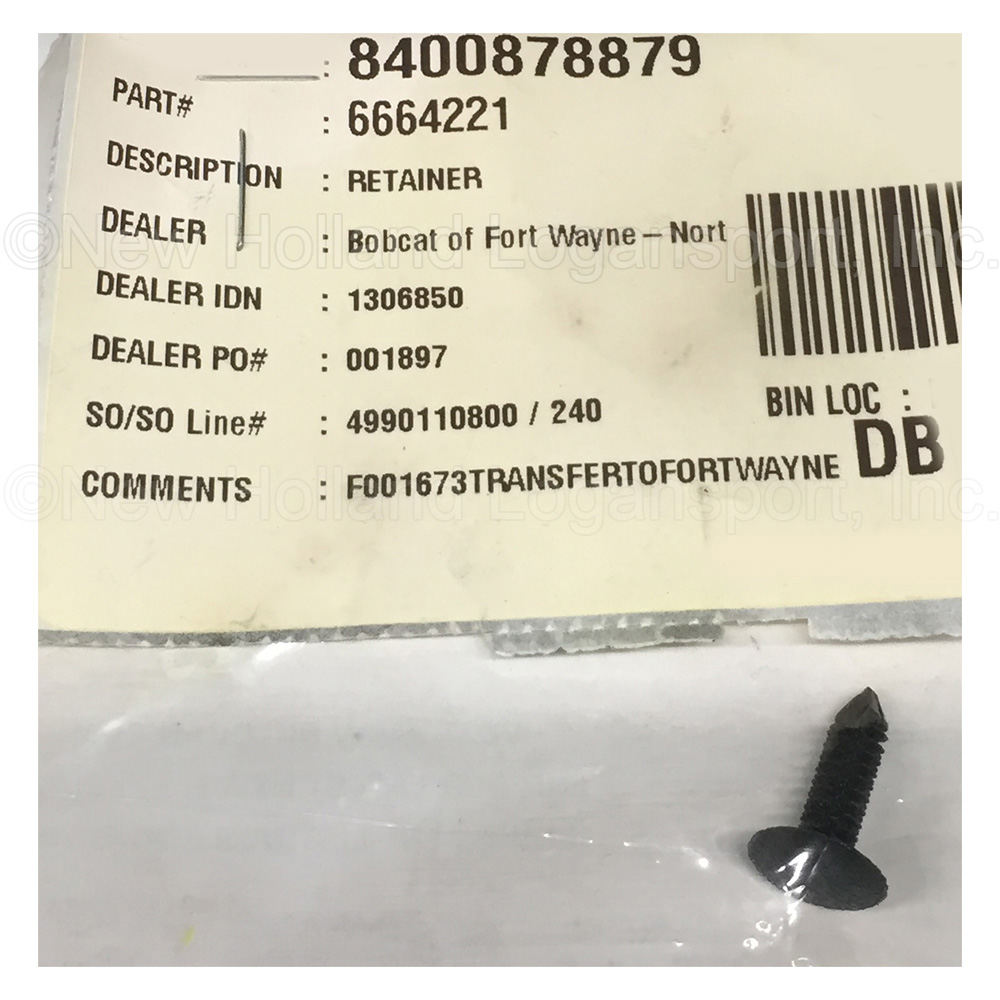 : 8400878879
PART# : 6664221
DESCRIPTION : RETAINER
DEALER : Bobcat of Fort Wayne–Nort
DEALER IDN : 1306850
DEALER PO# : 001897
SO/SO Line# : 4990110800 / 240
BIN LOC :
COMMENTS : F001673TRANSFERTOFORTWAYNE DB
©New Holland Logansport, Inc.
©New Holland Logansport, Inc.